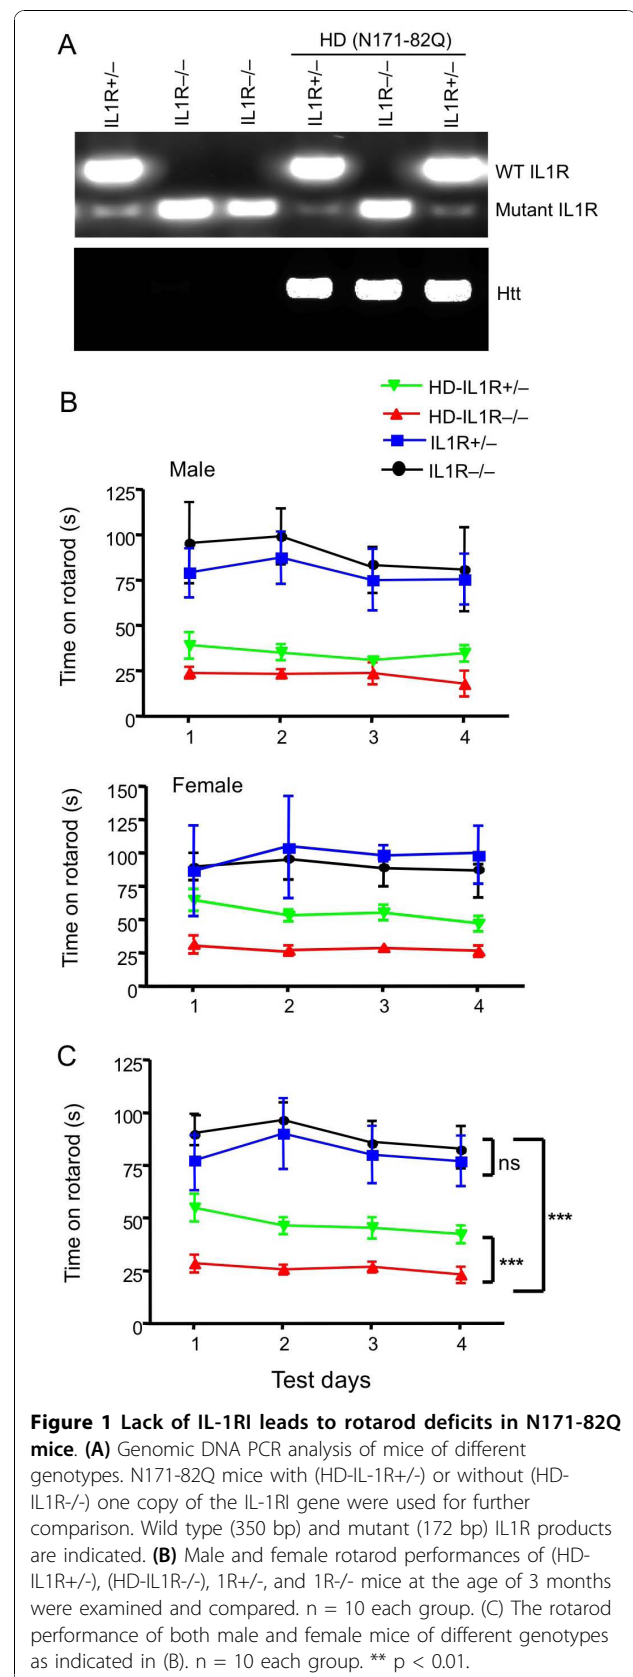 A
HD (N171-82Q)
IL1R+/–
IL1R–/–
IL1R–/–
IL1R+/–
IL1R–/–
IL1R+/–
WT IL1R
Mutant IL1R
Htt
HD-IL1R+/–
HD-IL1R–/–
IL1R+/–
IL1R–/–
B
Male
Time on rotarod (s)
125
100
75
50
25
0
1 2 3 4
Female
Time on rotarod (s)
150
125
100
75
50
25
0
1 2 3 4
C
Time on rotarod (s)
125
100
75
50
25
0
ns
***
***
1 2 3 4
Test days
Figure 1 Lack of IL-1RI leads to rotarod deficits in N171-82Q
mice. (A) Genomic DNA PCR analysis of mice of different
genotypes. N171-82Q mice with (HD-IL-1R+/-) or without (HD-
IL1R-/-) one copy of the IL-1RI gene were used for further
comparison. Wild type (350 bp) and mutant (172 bp) IL1R products
are indicated. (B) Male and female rotarod performances of (HD-
IL1R+/-), (HD-IL1R-/-), 1R+/-, and 1R-/- mice at the age of 3 months
were examined and compared. n = 10 each group. (C) The rotarod
performance of both male and female mice of different genotypes
as indicated in (B). n = 10 each group. ** p < 0.01.